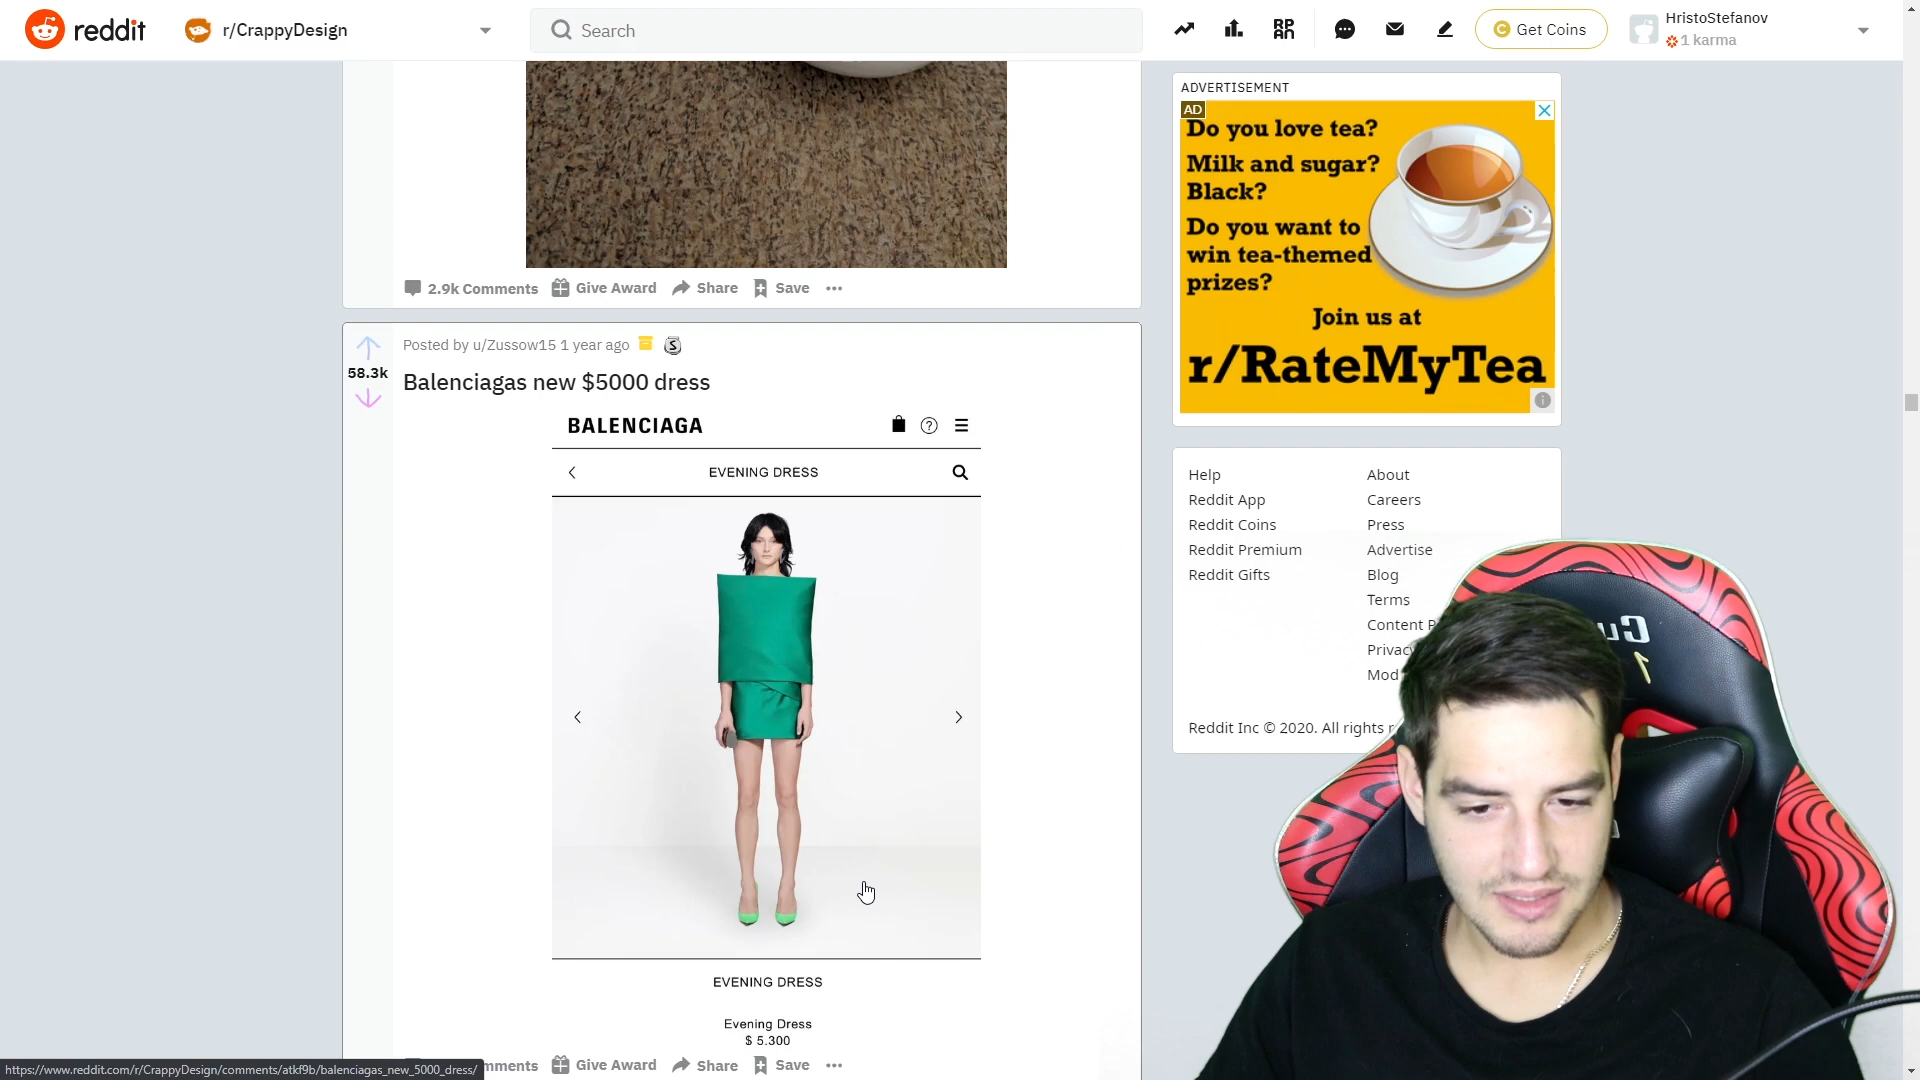 reddit
r/CrappyDesign
Search
Get Coins
HristoStefanov
1 karma
2.9k Comments
Give Award
Share
Save
58.3k
Posted by u/Zussow15 1 year ago
S
Balenciagas new $5000 dress
BALENCIAGA
?
EVENING DRESS
EVENING DRESS
Evening Dress
$ 5.300
mments
Give Award
Share
Save
https://www.reddit.com/r/CrappyDesign/comments/atkf9b/balenciagas_new_5000_dress/
ADVERTISEMENT
AD
Do you love tea?
Milk and sugar?
Black?
Do you want to
win tea-themed
prizes?
Join us at
r/RateMyTea
Help
Reddit App
Reddit Coins
Reddit Premium
Reddit Gifts
About
Careers
Press
Advertise
Blog
Terms
Content P
Privacy
Mod
Reddit Inc © 2020. All rights r